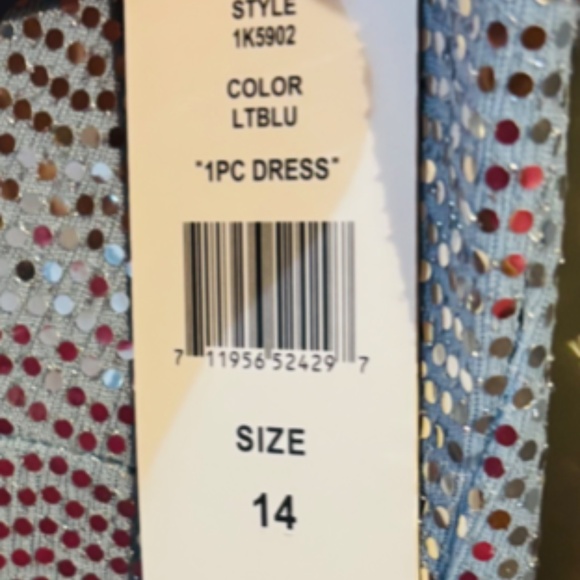 STYLE
1K5902
COLOR
LTBLU
"1PC DRESS"
7 11956 52429 7
SIZE
14